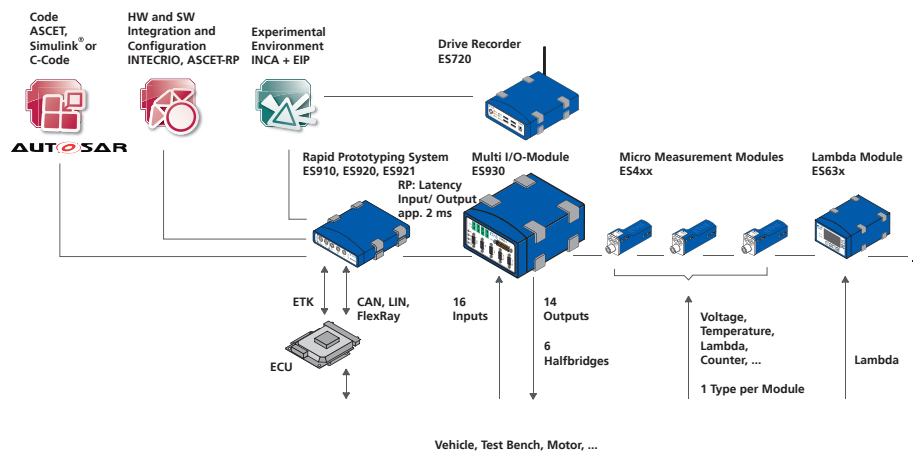 Code
ASCET,
Simulink® or
C-Code
HW and SW
Integration and
Configuration
INTECRIO, ASCET-RP
Experimental
Environment
INCA + EIP
Drive Recorder
ES720
AUTOSAR
Rapid Prototyping System
ES910, ES920, ES921
RP: Latency
Input/ Output
app. 2 ms
Multi I/O-Module
ES930
Micro Measurement Modules
ES4xx
Lambda Module
ES63x
ETK
CAN, LIN,
FlexRay
16
Inputs
14
Outputs
6
Halfbridges
Voltage,
Temperature,
Lambda,
Counter, ...
1 Type per Module
Lambda
ECU
Vehicle, Test Bench, Motor, ...